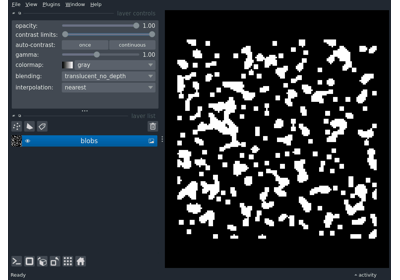 File View Plugins Window Help
layer controls
opacity: 1.00
contrast limits:
auto-contrast: once continuous
gamma: 1.00
colormap: gray
blending: translucent_no_depth
interpolation: nearest
layer list
blobs
Ready activity